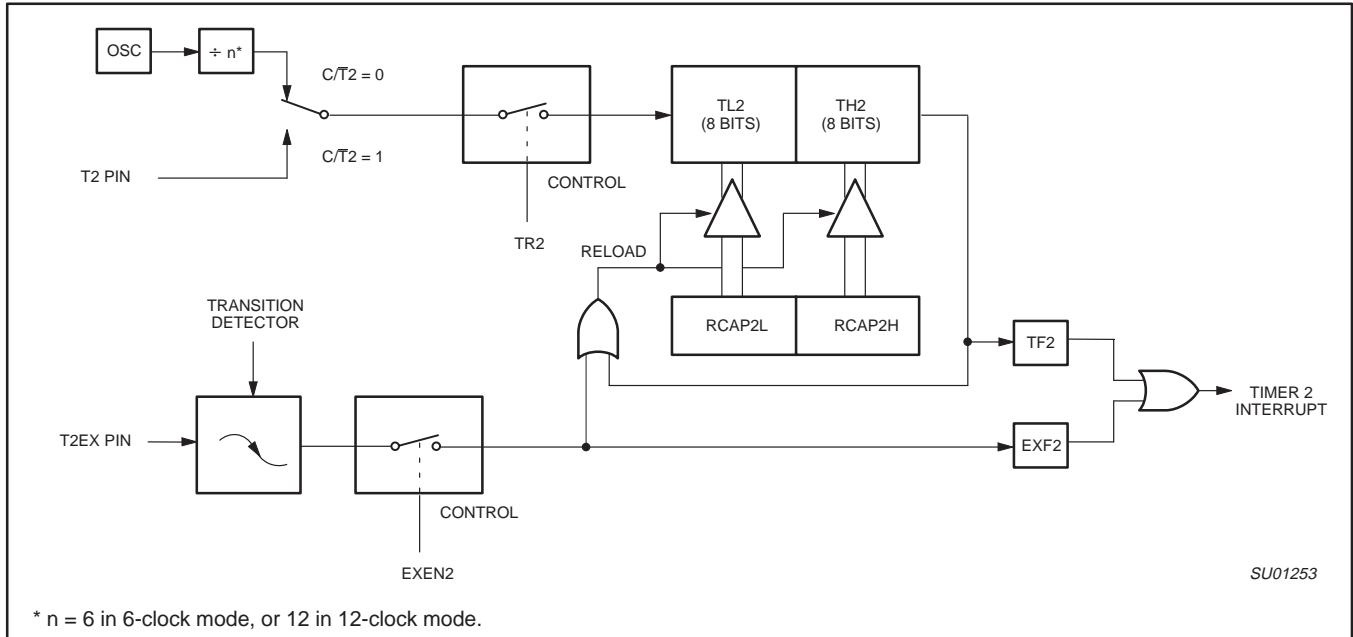 OSC
÷ n*
C/T̅2 = 0
TL2
(8 BITS)
TH2
(8 BITS)
C/T̅2 = 1
T2 PIN
CONTROL
TR2
RELOAD
TRANSITION
DETECTOR
RCAP2L
RCAP2H
TF2
TIMER 2
INTERRUPT
T2EX PIN
EXF2
CONTROL
EXEN2
SU01253
* n = 6 in 6-clock mode, or 12 in 12-clock mode.